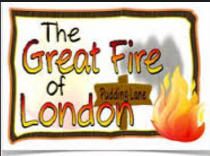 The
Great Fire
of
Pudding Lane
London